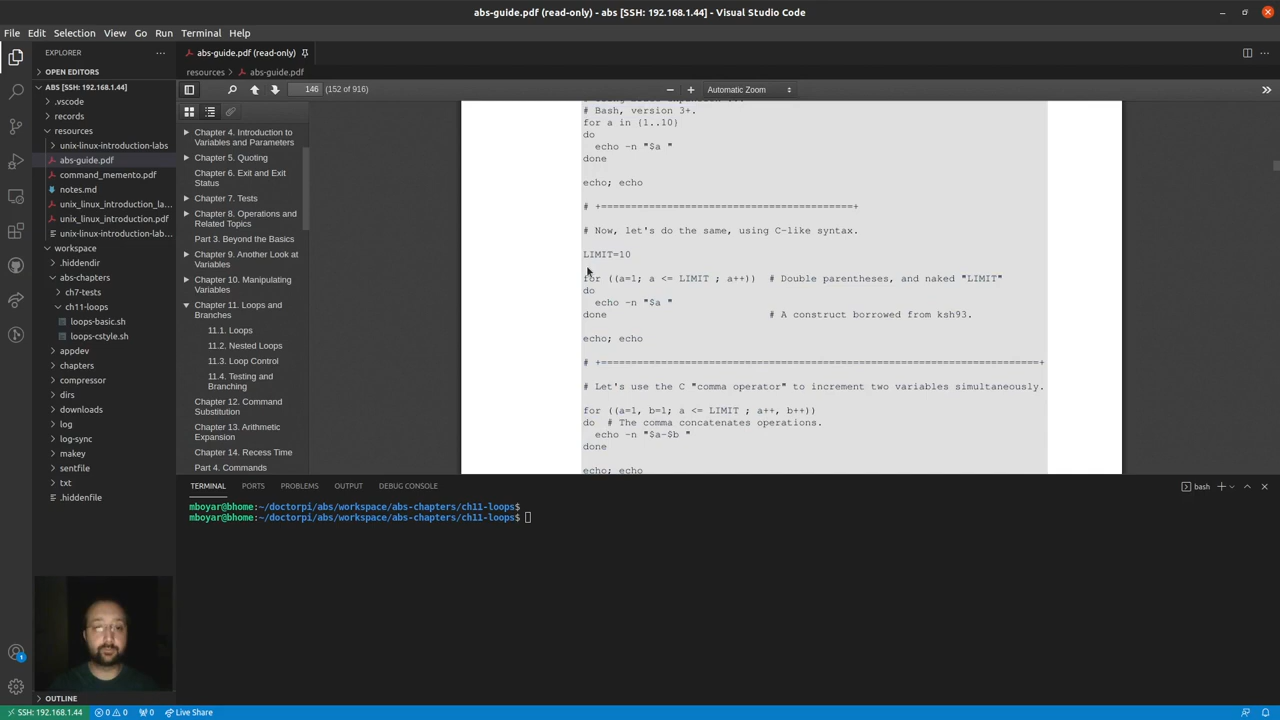 abs-guide.pdf (read-only) - abs [SSH: 192.168.1.44] - Visual Studio Code
File Edit Selection View Go Run Terminal Help
EXPLORER
OPEN EDITORS
ABS [SSH: 192.168.1.44]
.vscode
records
resources
unix-linux-introduction-labs
abs-guide.pdf
command_memento.pdf
notes.md
unix_linux_introduction_la...
unix_linux_introduction.pdf
unix-linux-introduction-lab...
workspace
.hiddendir
abs-chapters
ch7-tests
ch11-loops
loops-basic.sh
loops-cstyle.sh
appdev
chapters
compressor
dirs
downloads
log
log-sync
makey
sentfile
txt
.hiddenfile
OUTLINE
abs-guide.pdf (read-only)
resources > abs-guide.pdf
146 (152 of 916)
Automatic Zoom
Chapter 4. Introduction to
Variables and Parameters
Chapter 5. Quoting
Chapter 6. Exit and Exit
Status
Chapter 7. Tests
Chapter 8. Operations and
Related Topics
Part 3. Beyond the Basics
Chapter 9. Another Look at
Variables
Chapter 10. Manipulating
Variables
Chapter 11. Loops and
Branches
11.1. Loops
11.2. Nested Loops
11.3. Loop Control
11.4. Testing and
Branching
Chapter 12. Command
Substitution
Chapter 13. Arithmetic
Expansion
Chapter 14. Recess Time
Part 4. Commands
# Bash, version 3+.
for a in {1..10}
do
echo -n "$a "
done
echo; echo
# +==========================================+
# Now, let's do the same, using C-like syntax.
LIMIT=10
for ((a=1; a <= LIMIT ; a++)) # Double parentheses, and naked "LIMIT"
do
echo -n "$a "
done # A construct borrowed from ksh93.
echo; echo
# +=========================================================================+
# Let's use the C "comma operator" to increment two variables simultaneously.
for ((a=1, b=1; a <= LIMIT ; a++, b++))
do # The comma concatenates operations.
echo -n "$a-$b "
done
echo; echo
TERMINAL PORTS PROBLEMS OUTPUT DEBUG CONSOLE
bash
mboyar@bhome:~/doctorpi/abs/workspace/abs-chapters/ch11-loops$
mboyar@bhome:~/doctorpi/abs/workspace/abs-chapters/ch11-loops$
1
SSH: 192.168.1.44 0 0 0 Live Share